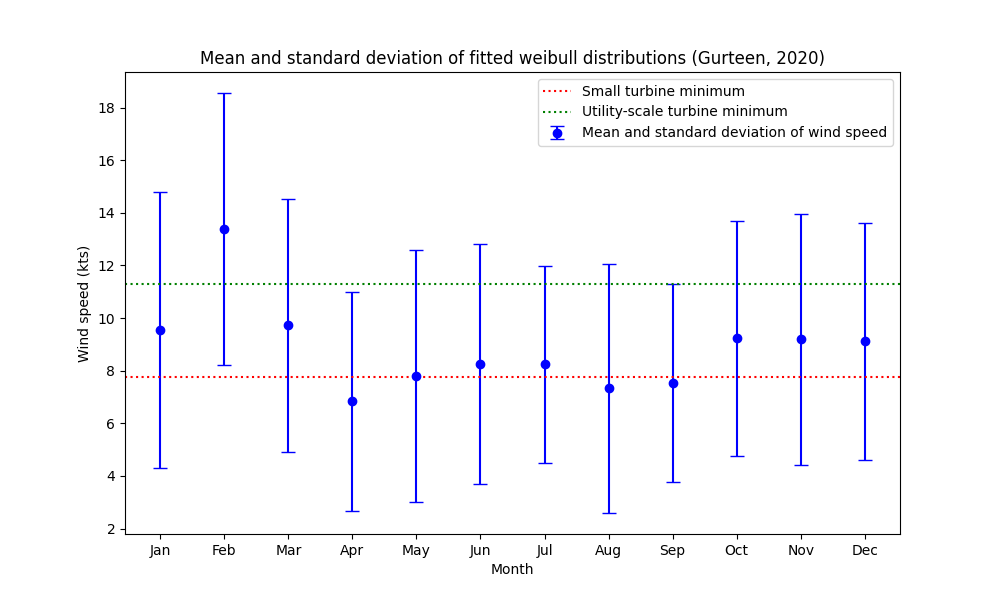 Mean and standard deviation of fitted weibull distributions (Gurteen, 2020)
Small turbine minimum
Utility-scale turbine minimum
Mean and standard deviation of wind speed
Wind speed (kts)
18
16
14
12
10
8
6
4
2
Jan Feb Mar Apr May Jun Jul Aug Sep Oct Nov Dec
Month